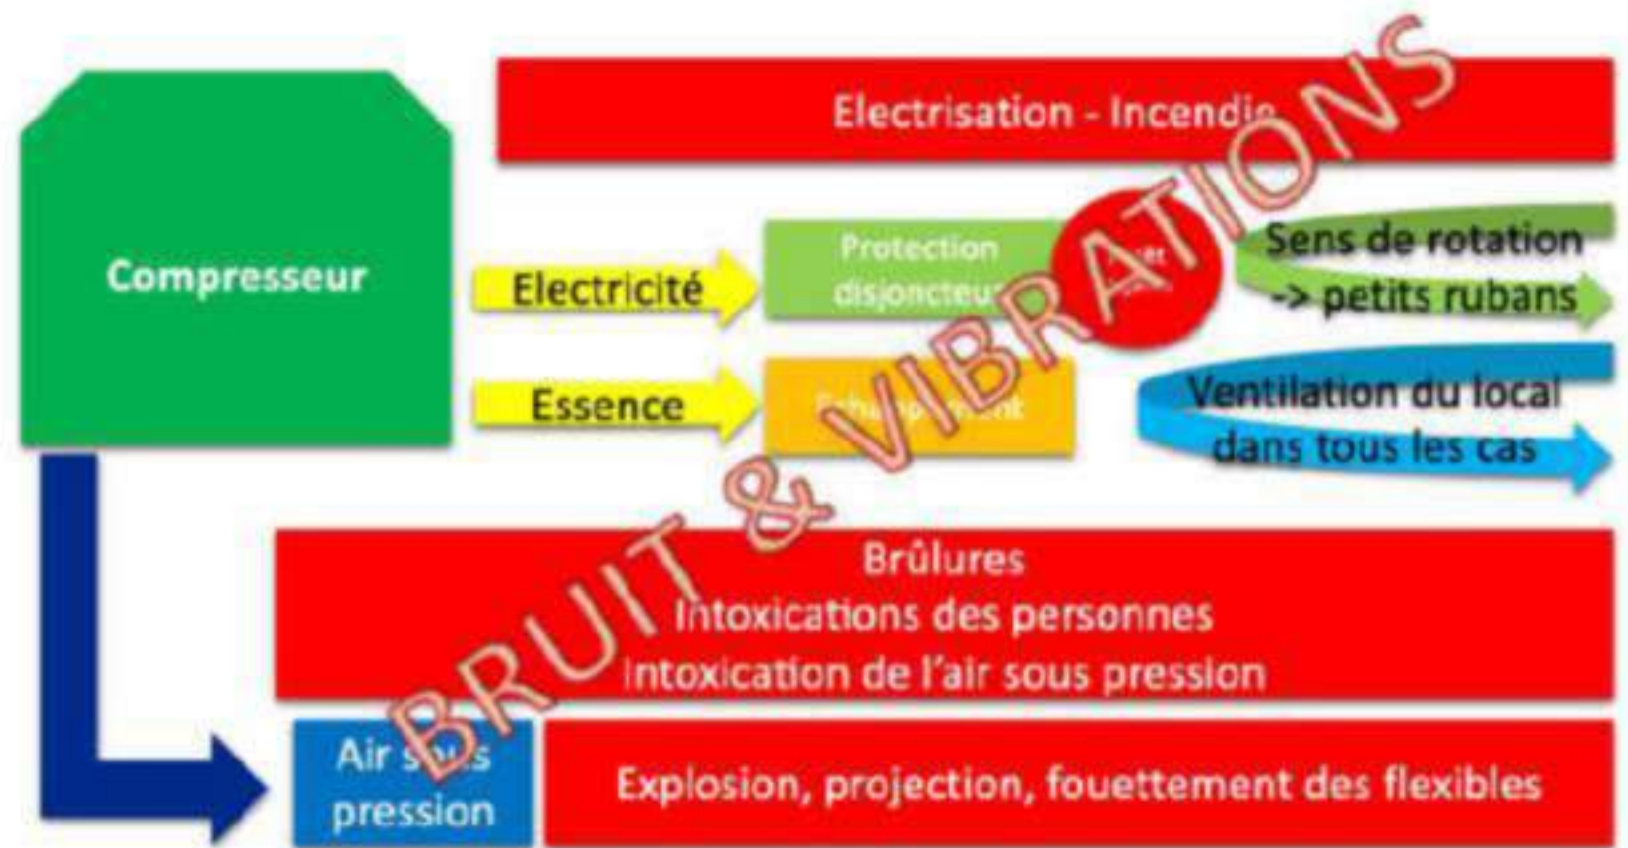 Electrisation - Incendie
Compresseur
Electricité
Protection
disjoncteur
Sens de rotation
-> petits rubans
Essence
Echappement
Ventilation du local
dans tous les cas
BRUIT & VIBRATIONS
Brûlures
Intoxications des personnes
Intoxication de l'air sous pression
Air sous
pression
Explosion, projection, fouettement des flexibles